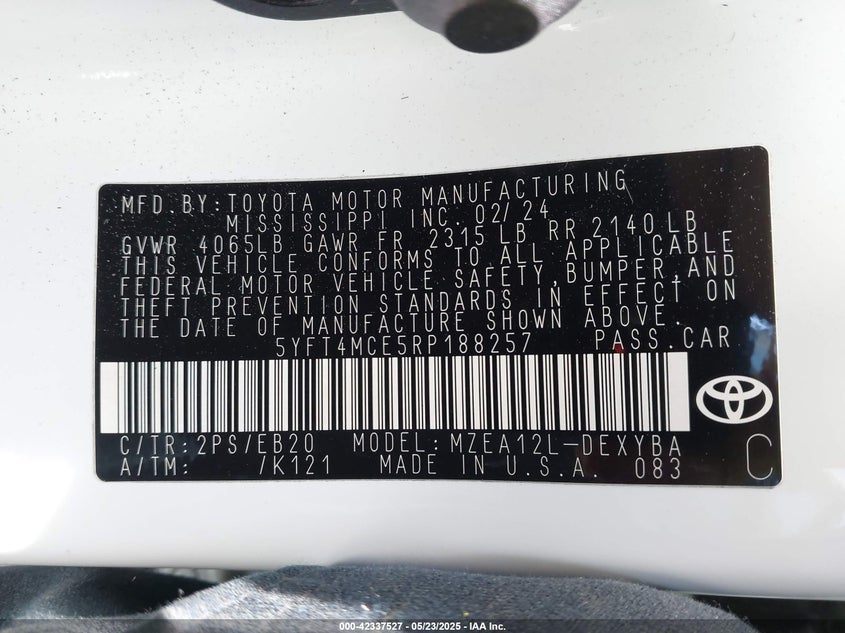 MFD. BY: TOYOTA MOTOR MANUFACTURING
MISSISSIPPI INC. 02/24
GVWR 4065LB GAWR FR 2315 LB RR 2140 LB
THIS VEHICLE CONFORMS TO ALL APPLICABLE
FEDERAL MOTOR VEHICLE SAFETY, BUMPER, AND
THEFT PREVENTION STANDARDS IN EFFECT ON
THE DATE OF MANUFACTURE SHOWN ABOVE.
5YFT4MCE5RP188257 PASS. CAR
C/TR: 2PS/EB20 MODEL: MZEA12L-DEXYBA
A/TM: /K121 MADE IN U.S.A. 083 C
000-42337527 - 05/23/2025 - IAA Inc.